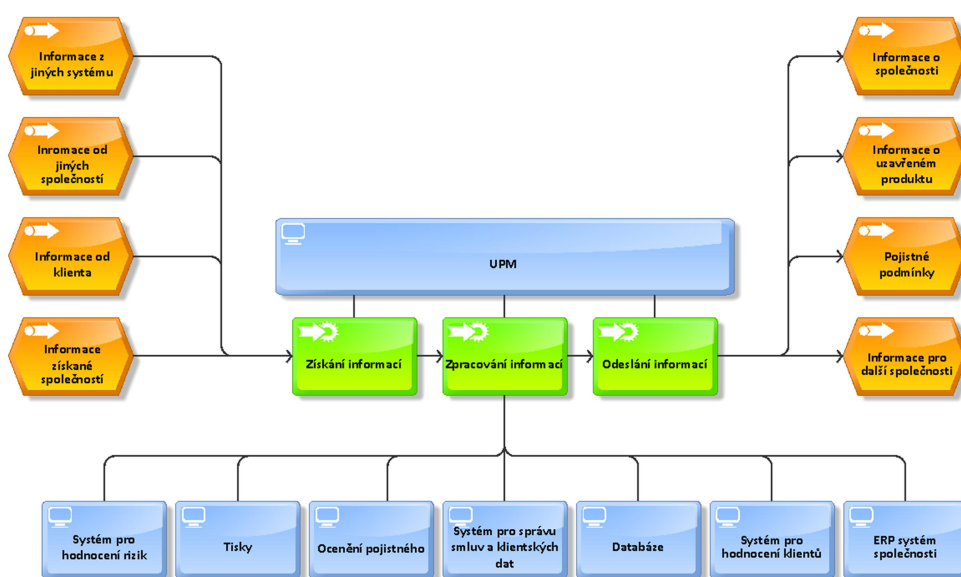 Informace z
jiných systému
Inromace od
jiných
společností
Informace od
klienta
Informace
získané
společností
UPM
Získání informací
Zpracování informací
Odeslání informací
Informace o
společnosti
Informace o
uzavřeném
produktu
Pojistné
podmínky
Informace pro
další společnosti
Systém pro
hodnocení rizik
Tisky
Ocenění pojistného
Systém pro správu
smluv a klientských
dat
Databáze
Systém pro
hodnocení klientů
ERP systém
společnosti